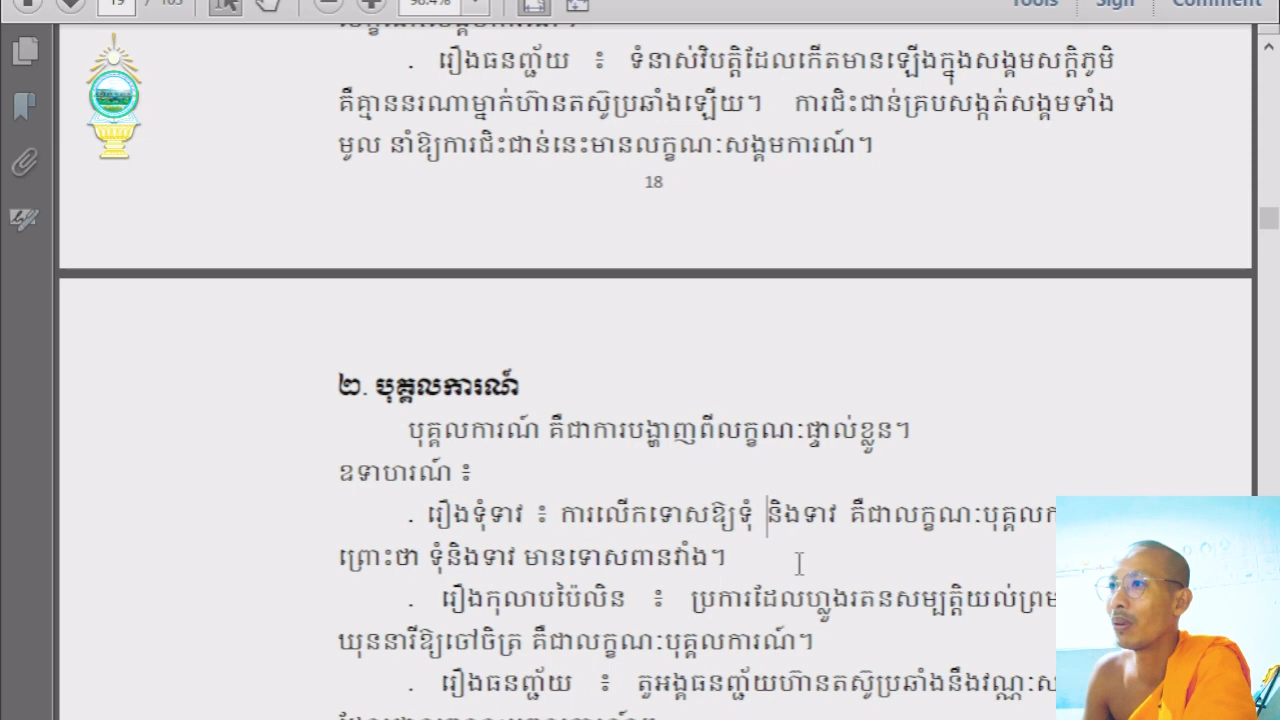 19 / 103
98.4%
Tools Sign Comment
. រឿងធនញ្ជ័យ ៖ ទំនាស់វិបត្តិដែលកើតមានឡើងក្នុងសង្គមសក្តិភូមិ
គឺគ្មាននរណាម្នាក់ហ៊ានតស៊ូប្រឆាំងឡើយ។ ការជិះជាន់គ្របសង្កត់សង្គមទាំង
មូល នាំឱ្យការជិះជាន់នេះមានលក្ខណៈសង្គមការណ៍។
18
២. បុគ្គលការណ៍
បុគ្គលការណ៍ គឺជាការបង្ហាញពីលក្ខណៈផ្ទាល់ខ្លួន។
ឧទាហរណ៍ ៖
. រឿងទុំទាវ ៖ ការលើកទោសឱ្យទុំ និងទាវ គឺជាលក្ខណៈ
ព្រោះថា ទុំនិងទាវ មានទោសពានវាំង។
. រឿងកុលាបប៉ៃលិន ៖ ប្រការដែលហ្លួងរតនសម្បត្តិយល់ព្រម
ឃុននារីឱ្យចៅចិត្រ គឺជាលក្ខណៈបុគ្គលការណ៍។
. រឿងធនញ្ជ័យ ៖ តួអង្គធនញ្ជ័យហ៊ានតស៊ូប្រឆាំងនឹងវណ្ណៈ